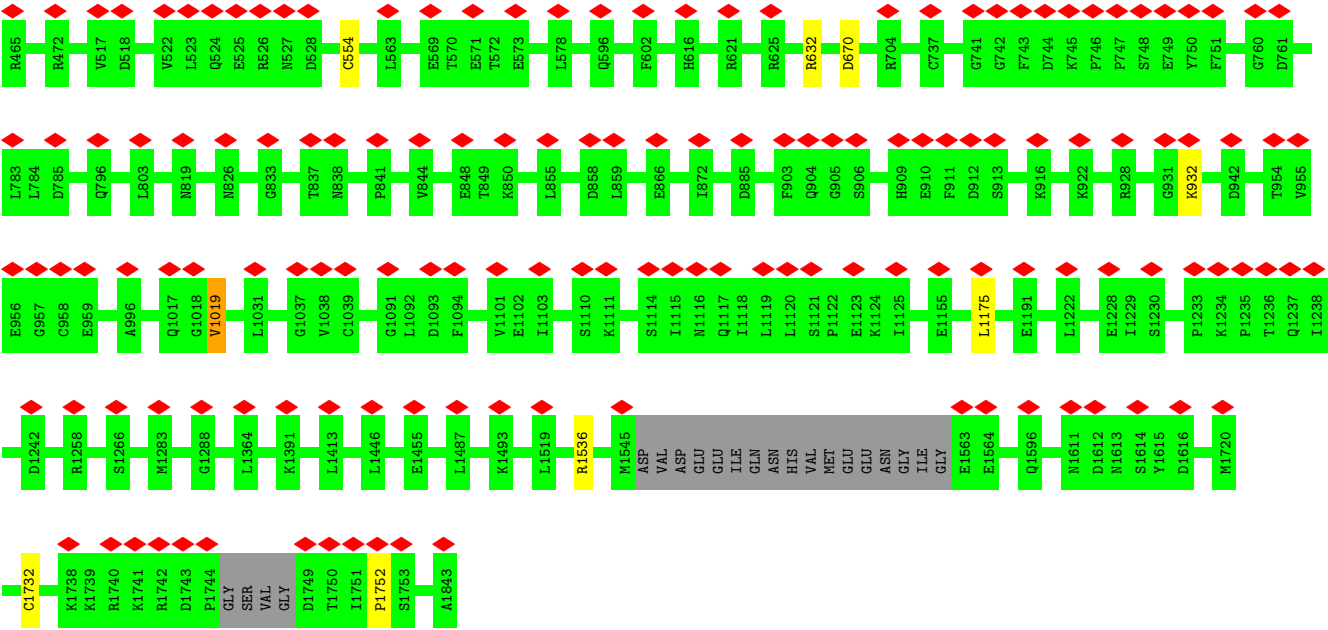 R465 R472 V517 D518 V522 L523 Q524 E525 R526 N527 D528 C554 L563 E569 T570 E571 T572 E573 L578 Q596 F602 H616 R621 R625 R632 D670 R704 C737 G741 G742 F743 D744 K745 P746 P747 S748 E749 Y750 F751 G760 D761
L783 L784 D785 Q796 L803 N819 N826 G833 T837 N838 P841 V844 E848 T849 K850 L855 D858 L859 E866 I872 D885 F903 Q904 G905 S906 H909 E910 F911 D912 S913 K916 K922 R928 G931 K932 D942 T954 V955
E956 G957 C958 E959 A996 Q1017 G1018 V1019 L1031 G1037 V1038 C1039 G1091 L1092 D1093 F1094 V1101 E1102 I1103 S1110 K1111 S1114 I1115 N1116 Q1117 I1118 L1119 L1120 S1121 P1122 E1123 K1124 I1125 E1155 L1175 E1191 L1222 E1228 I1229 S1230 P1233 K1234 P1235 T1236 Q1237 I1238
D1242 R1258 S1266 M1283 G1288 L1364 K1391 L1413 L1446 E1455 L1487 K1493 L1519 R1536 M1545 ASP VAL ASP GLU GLU ILE GLN ASN HIS VAL MET GLU GLU ASN GLY ILE GLY E1563 E1564 Q1596 N1611 D1612 N1613 S1614 Y1615 D1616 M1720
C1732 K1738 K1739 R1740 K1741 R1742 D1743 P1744 GLY SER VAL GLY D1749 T1750 I1751 P1752 S1753 A1843